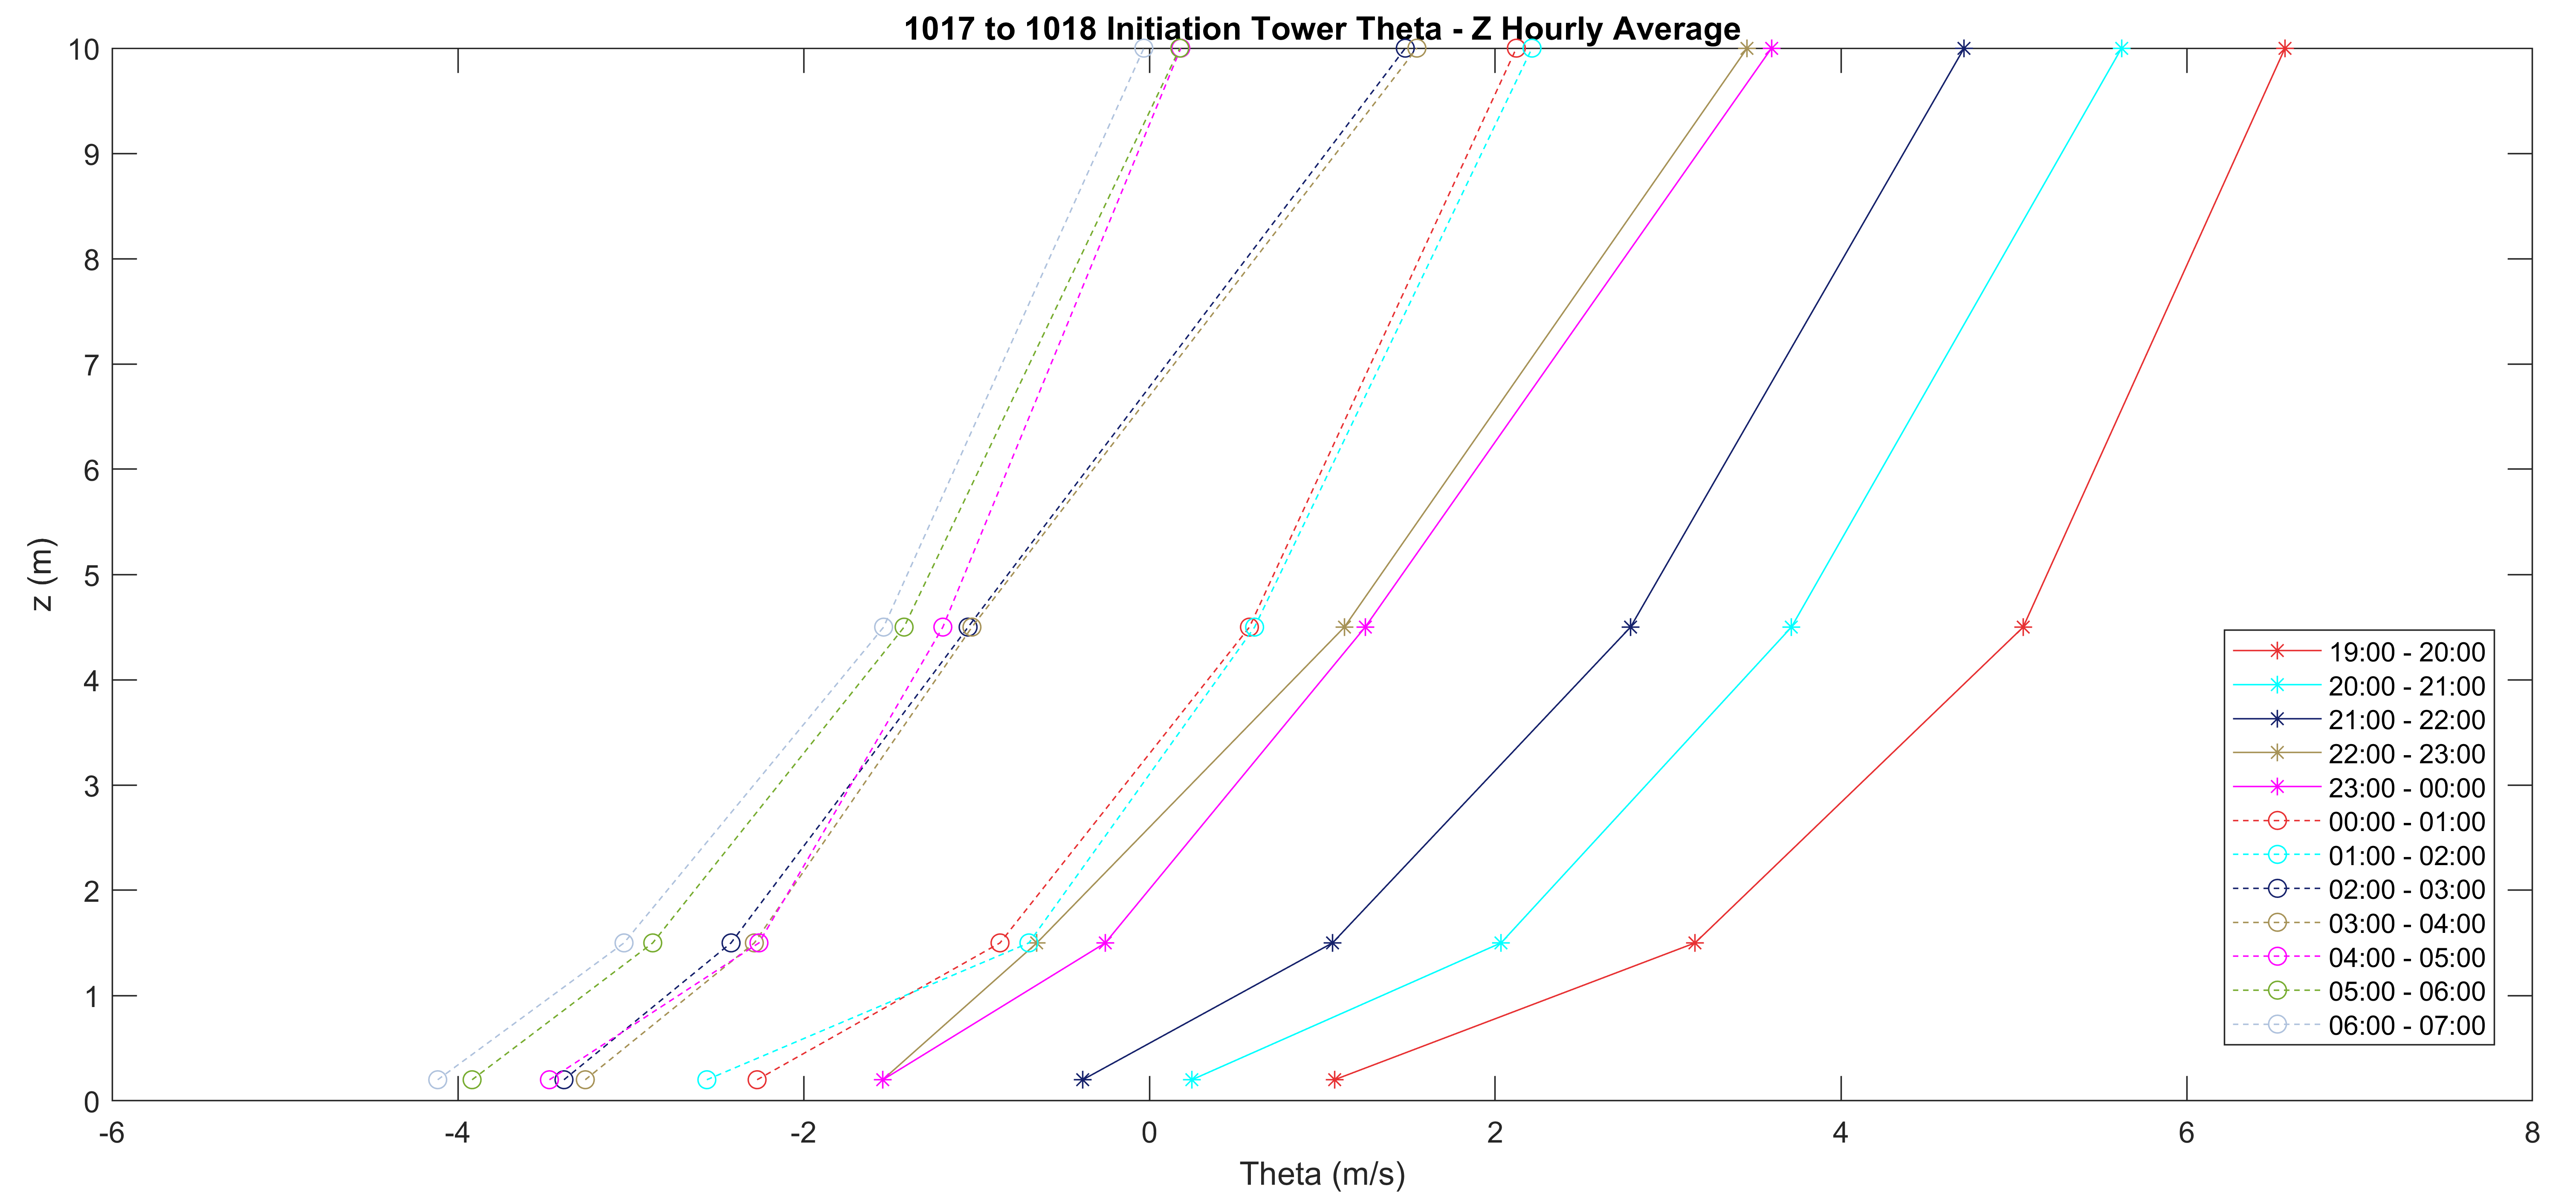 1017 to 1018 Initiation Tower Theta - Z Hourly Average
10
9
8
7
6
5
4
3
2
1
0
z (m)
-6 -4 -2 0 2 4 6 8
Theta (m/s)
19:00 - 20:00
20:00 - 21:00
21:00 - 22:00
22:00 - 23:00
23:00 - 00:00
00:00 - 01:00
01:00 - 02:00
02:00 - 03:00
03:00 - 04:00
04:00 - 05:00
05:00 - 06:00
06:00 - 07:00